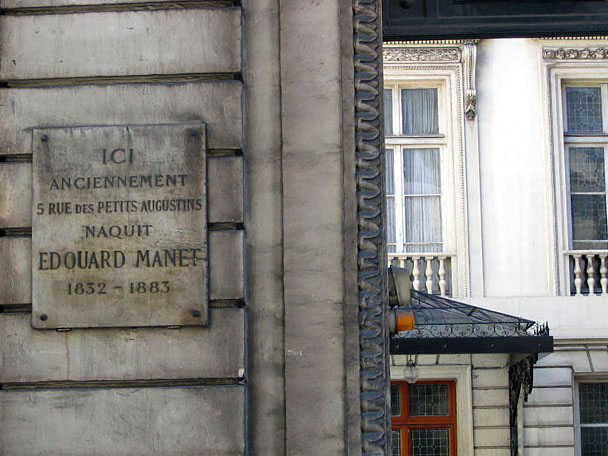 ICI
ANCIENNEMENT
5 RUE DES PETITS AUGUSTINS
NAQUIT
EDOUARD MANET
1832 - 1883